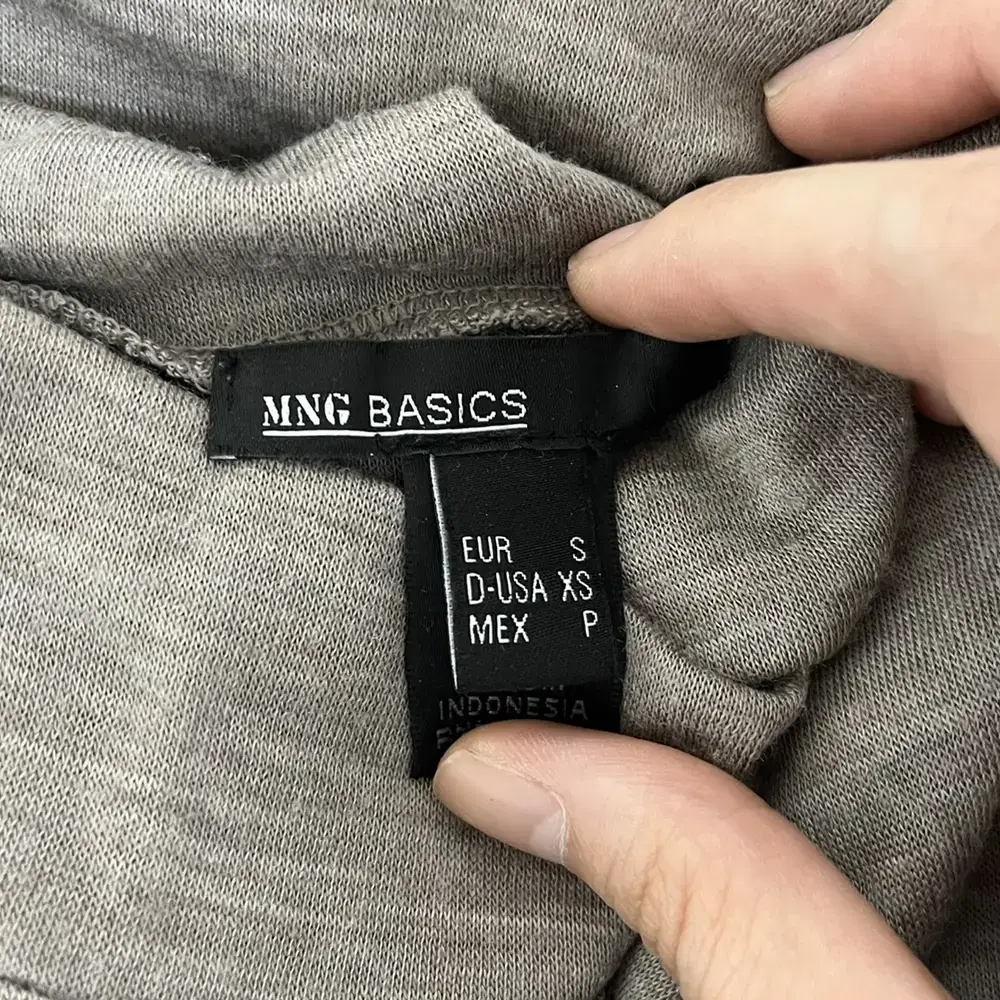 MNG BASICS
EUR S
D-USA XS
MEX P
INDONESIA